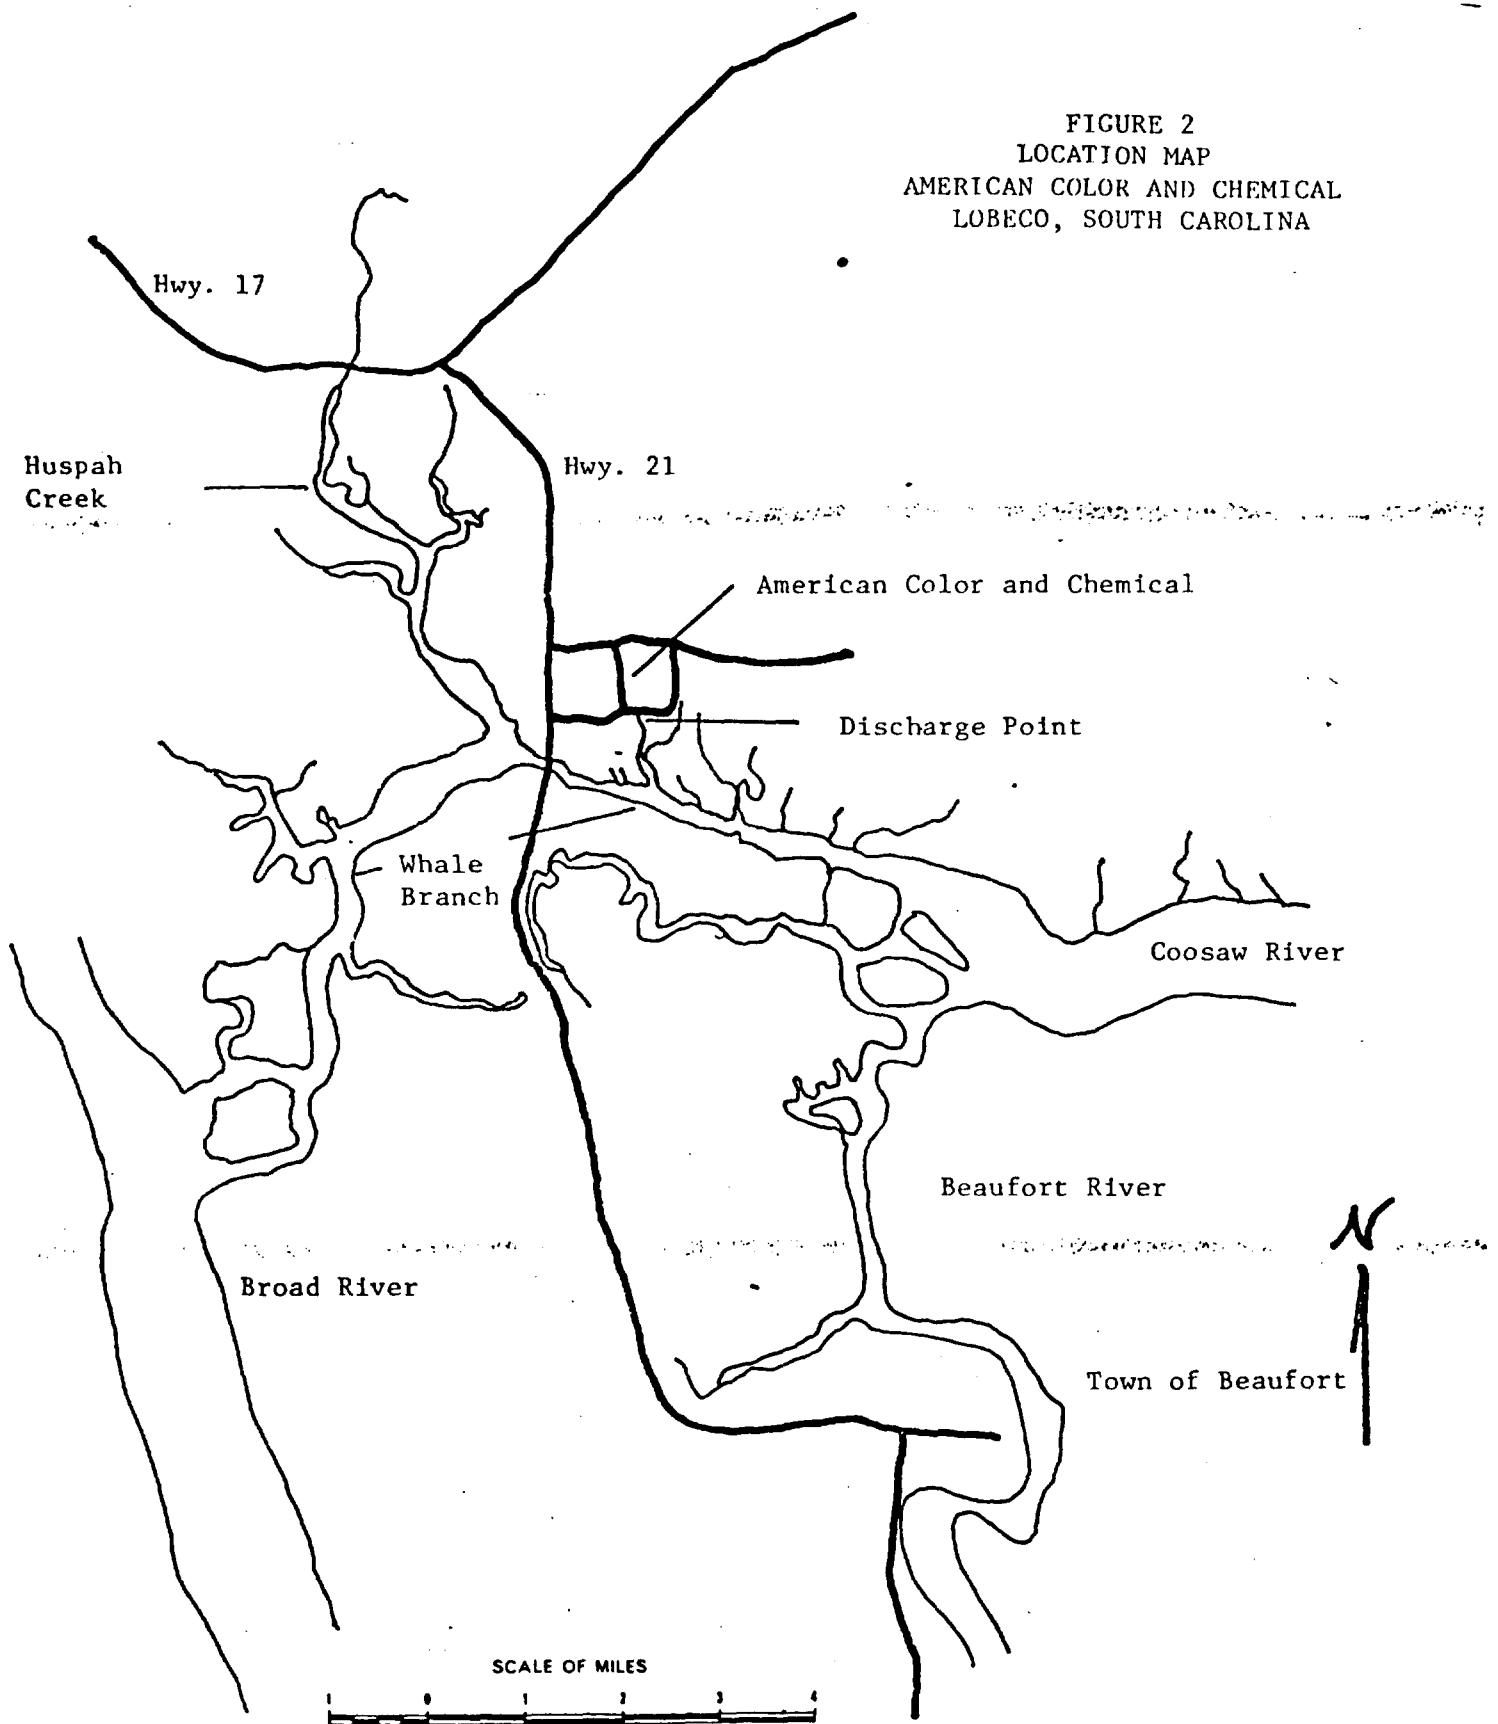 FIGURE 2
LOCATION MAP
AMERICAN COLOR AND CHEMICAL
LOBECO, SOUTH CAROLINA
Hwy. 17
Huspah
Creek
Hwy. 21
American Color and Chemical
Discharge Point
Whale
Branch
Coosaw River
Beaufort River
N
Broad River
Town of Beaufort
SCALE OF MILES
1 0 1 2 3 4